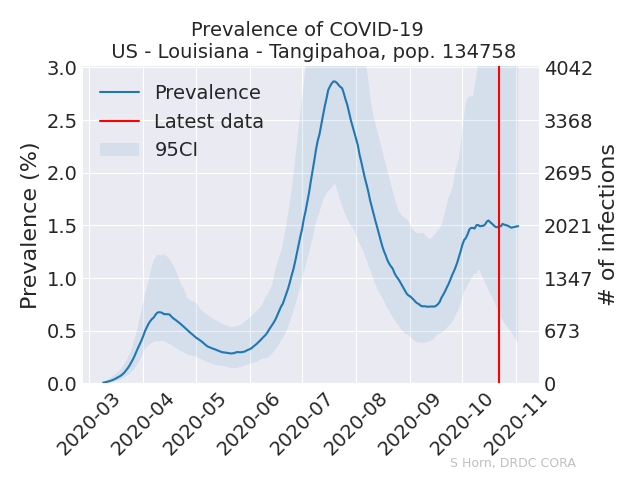 Prevalence of COVID-19
US - Louisiana - Tangipahoa, pop. 134758
Prevalence
Latest data
95CI
Prevalence (%)
3.0
2.5
2.0
1.5
1.0
0.5
0.0
4042
3368
2695
2021
1347
673
0
# of infections
2020-03
2020-04
2020-05
2020-06
2020-07
2020-08
2020-09
2020-10
2020-11
S Horn, DRDC CORA